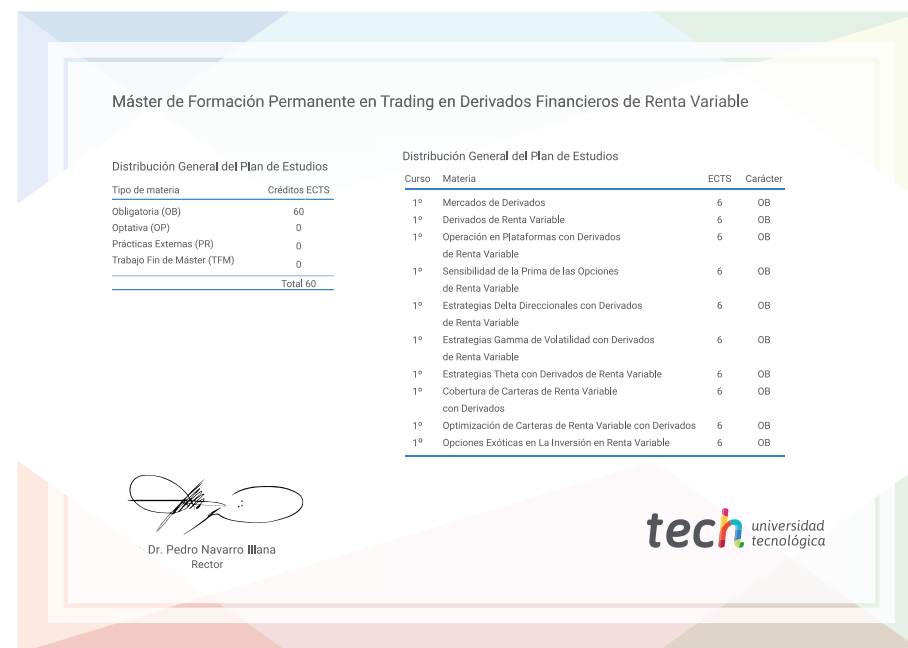 Máster de Formación Permanente en Trading en Derivados Financieros de Renta Variable
Distribución General del Plan de Estudios
Tipo de materia Créditos ECTS
Obligatoria (OB) 60
Optativa (OP) 0
Prácticas Externas (PR) 0
Trabajo Fin de Máster (TFM) 0
Total 60
Distribución General del Plan de Estudios
Curso Materia ECTS Carácter
1º Mercados de Derivados 6 OB
1º Derivados de Renta Variable 6 OB
1º Operación en Plataformas con Derivados 6 OB
de Renta Variable
1º Sensibilidad de la Prima de las Opciones 6 OB
de Renta Variable
1º Estrategias Delta Direccionales con Derivados 6 OB
de Renta Variable
1º Estrategias Gamma de Volatilidad con Derivados 6 OB
de Renta Variable
1º Estrategias Theta con Derivados de Renta Variable 6 OB
1º Cobertura de Carteras de Renta Variable 6 OB
con Derivados
1º Optimización de Carteras de Renta Variable con Derivados 6 OB
1º Opciones Exóticas en La Inversión en Renta Variable 6 OB
Dr. Pedro Navarro Illana
Rector
tech universidad
tecnológica